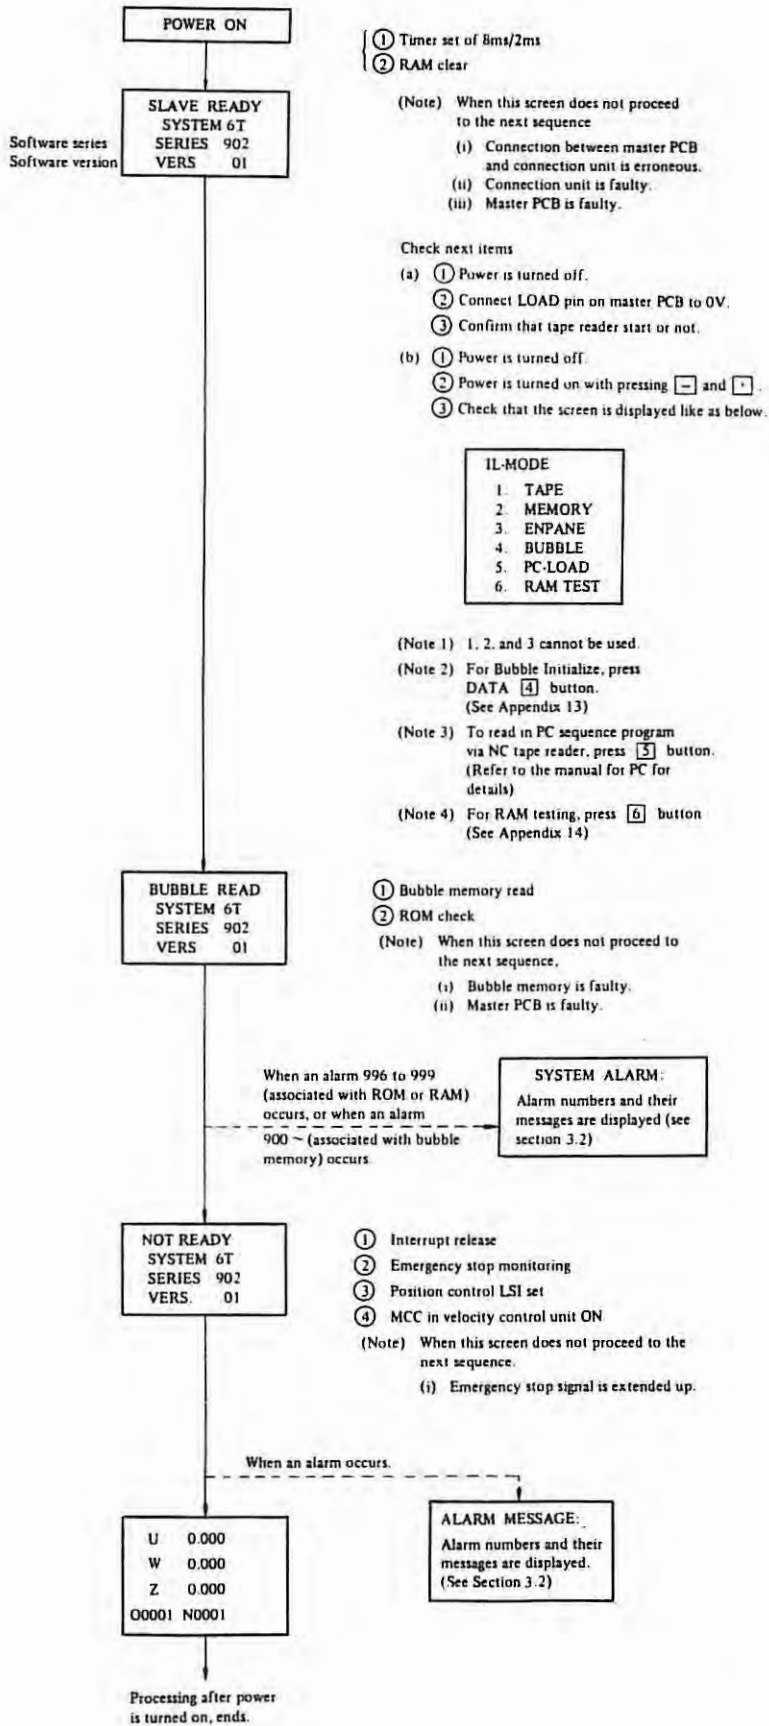 POWER ON
① Timer set of 8ms/2ms
② RAM clear
SLAVE READY
SYSTEM 6T
SERIES 902
VERS 01
Software series
Software version
(Note) When this screen does not proceed
to the next sequence
(i) Connection between master PCB
and connection unit is erroneous.
(ii) Connection unit is faulty.
(iii) Master PCB is faulty.
Check next items
(a) ① Power is turned off.
② Connect LOAD pin on master PCB to 0V.
③ Confirm that tape reader start or not.
(b) ① Power is turned off.
② Power is turned on with pressing - and · .
③ Check that the screen is displayed like as below.
IL-MODE
1. TAPE
2. MEMORY
3. ENPANE
4. BUBBLE
5. PC-LOAD
6. RAM TEST
(Note 1) 1, 2, and 3 cannot be used.
(Note 2) For Bubble Initialize, press
DATA 4 button.
(See Appendix 13)
(Note 3) To read in PC sequence program
via NC tape reader, press 5 button.
(Refer to the manual for PC for
details)
(Note 4) For RAM testing, press 6 button
(See Appendix 14)
BUBBLE READ
SYSTEM 6T
SERIES 902
VERS 01
① Bubble memory read
② ROM check
(Note) When this screen does not proceed to
the next sequence,
(i) Bubble memory is faulty.
(ii) Master PCB is faulty.
When an alarm 996 to 999
(associated with ROM or RAM)
occurs, or when an alarm
900 ~ (associated with bubble
memory) occurs.
SYSTEM ALARM:
Alarm numbers and their
messages are displayed (see
section 3.2)
NOT READY
SYSTEM 6T
SERIES 902
VERS. 01
① Interrupt release
② Emergency stop monitoring
③ Position control LSI set
④ MCC in velocity control unit ON
(Note) When this screen does not proceed to the
next sequence.
(i) Emergency stop signal is extended up.
When an alarm occurs.
ALARM MESSAGE:
Alarm numbers and their
messages are displayed.
(See Section 3.2)
U 0.000
W 0.000
Z 0.000
O0001 N0001
Processing after power
is turned on, ends.